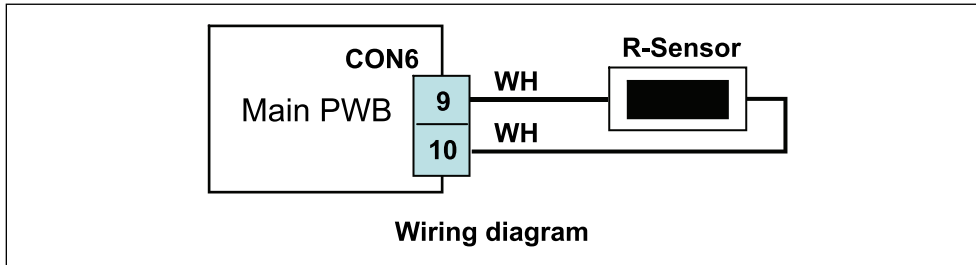 R-Sensor
CON6
Main PWB
9
WH
10
WH
Wiring diagram